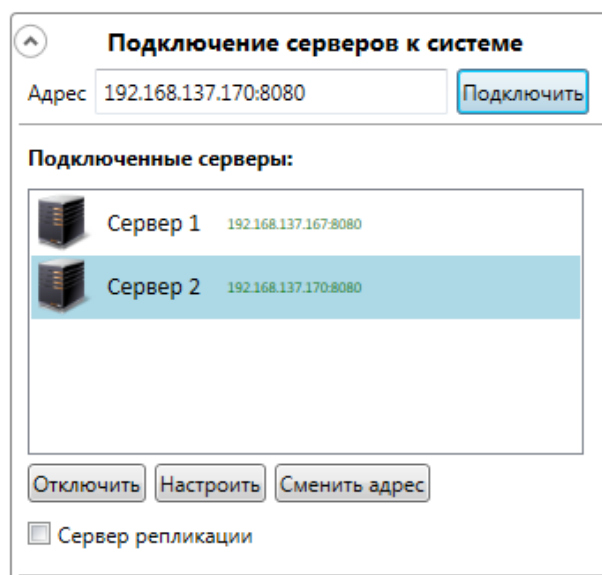 Подключение серверов к системе
Адрес 192.168.137.170:8080 Подключить
Подключенные серверы:
Сервер 1 192.168.137.167:8080
Сервер 2 192.168.137.170:8080
Отключить Настроить Сменить адрес
Сервер репликации